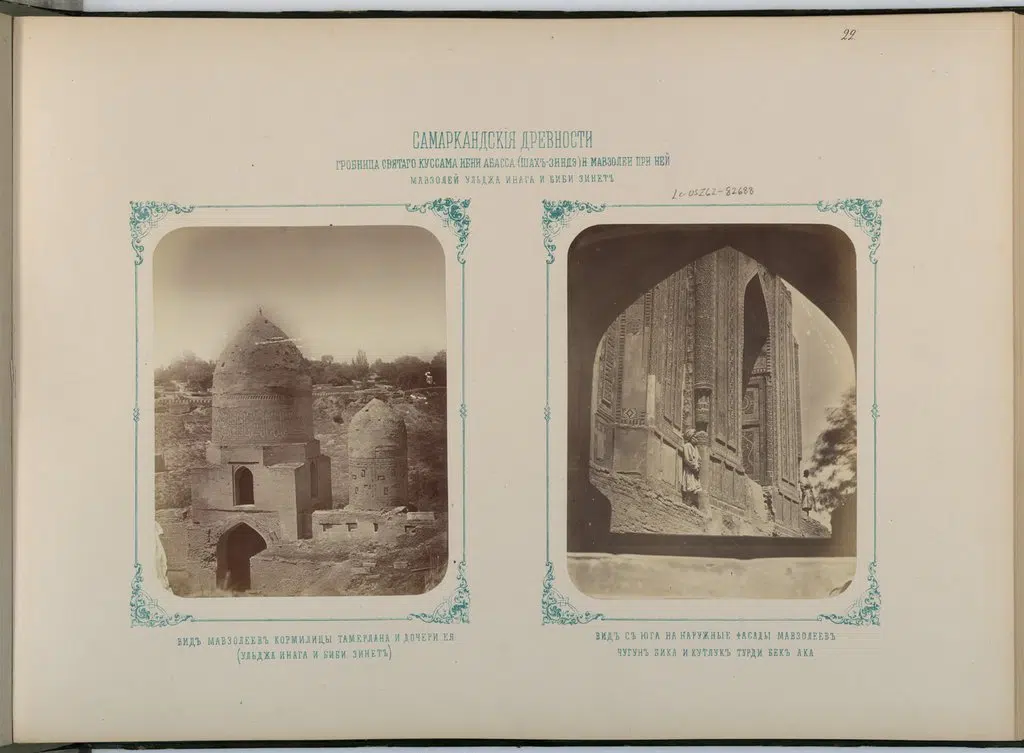 22
САМАРКАНДСКІЯ ДРЕВНОСТИ
ГРОБНИЦА СВЯТАГО КУССАМА ИБНИ АБАССА (ШАХЪ-ЗИНДЭ) И МАВЗОЛЕИ ПРИ НЕЙ
МАВЗОЛЕЙ УЛЬДЖА ИНАГА И БИБИ ЗИНЕТЪ
LC-USZ62-82688
ВИДЪ МАВЗОЛЕЕВЪ КОРМИЛИЦЫ ТАМЕРЛАНА И ДОЧЕРИ ЕЯ
(УЛЬДЖА ИНАГА И БИБИ ЗИНЕТЪ)
ВИДЪ СЪ ЮГА НА НАРУЖНЫЕ ФАСАДЫ МАВЗОЛЕЕВЪ
ЧУГУНЪ БИКА И КУТЛУКЪ ТУРДИ БЕКЪ АКА